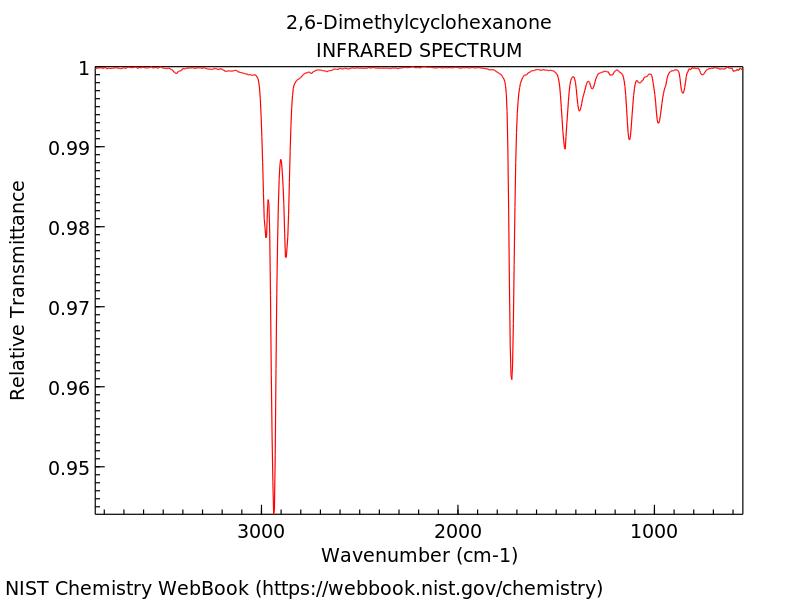 2,6-Dimethylcyclohexanone
INFRARED SPECTRUM
1
0.99
0.98
0.97
0.96
0.95
Relative Transmittance
3000 2000 1000
Wavenumber (cm-1)
NIST Chemistry WebBook (https://webbook.nist.gov/chemistry)